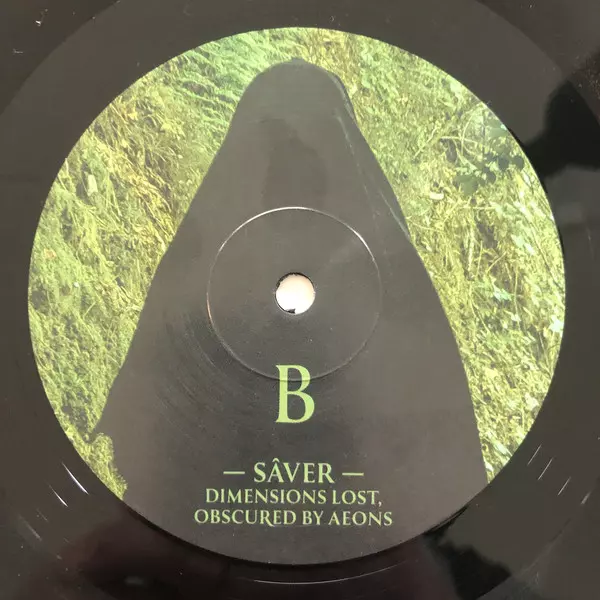 B
— SÂVER —
DIMENSIONS LOST,
OBSCURED BY AEONS